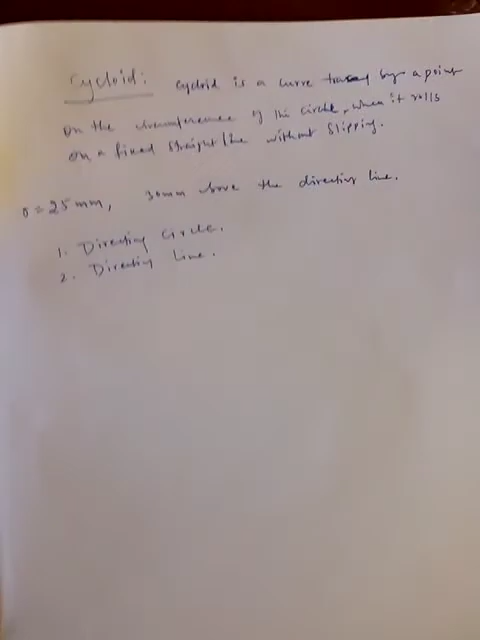 Cycloid: Cycloid is a curve traced by a point
on the circumference of the circle, when it rolls
on a fixed straight line without slipping.
r = 25 mm, 30mm above the directing line.
1. Directing Circle.
2. Directing Line.